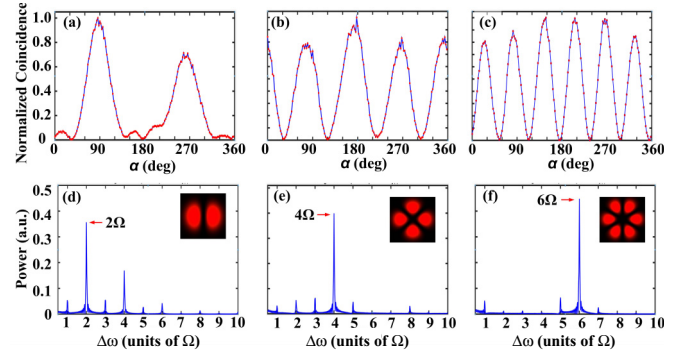 Normalized Coincidence
1.0
0.8
0.6
0.4
0.2
0
(a)
(b)
(c)
0 90 180 270 360
0 90 180 270 360
0 90 180 270 360
α (deg)
α (deg)
α (deg)
Power (a.u.)
0.5
0.4
0.3
0.2
0.1
0
(d)
2Ω
(e)
4Ω
(f)
6Ω
1 2 3 4 5 6 7 8 9 10
1 2 3 4 5 6 7 8 9 10
1 2 3 4 5 6 7 8 9 10
Δω (units of Ω)
Δω (units of Ω)
Δω (units of Ω)